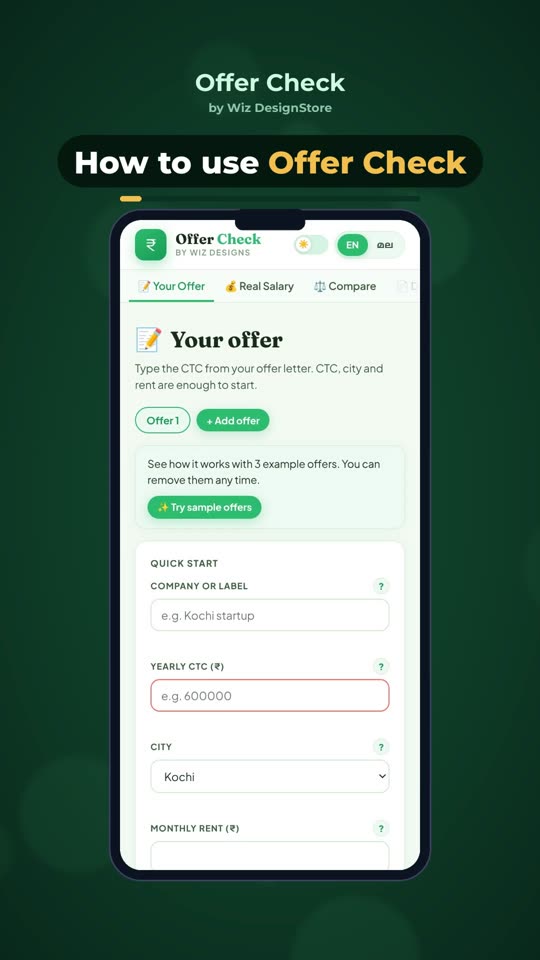 Offer Check
by Wiz DesignStore
How to use Offer Check
₹
Offer Check
BY WIZ DESIGNS
EN
മല
📝 Your Offer
💰 Real Salary
⚖️ Compare
📝 Your offer
Type the CTC from your offer letter. CTC, city and
rent are enough to start.
Offer 1
+ Add offer
See how it works with 3 example offers. You can
remove them any time.
✨ Try sample offers
QUICK START
COMPANY OR LABEL
?
e.g. Kochi startup
YEARLY CTC (₹)
?
e.g. 600000
CITY
?
Kochi
MONTHLY RENT (₹)
?